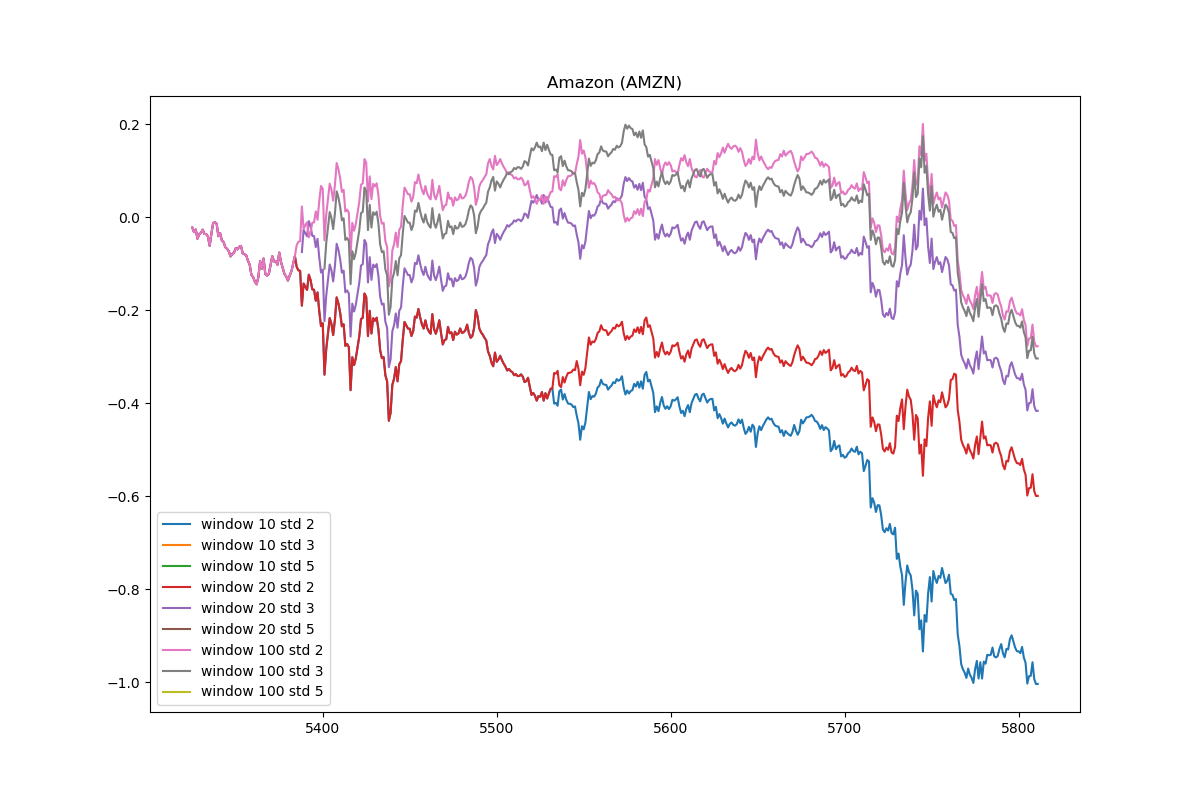 Amazon (AMZN)
0.2
0.0
−0.2
−0.4
−0.6
−0.8
−1.0
window 10 std 2
window 10 std 3
window 10 std 5
window 20 std 2
window 20 std 3
window 20 std 5
window 100 std 2
window 100 std 3
window 100 std 5
5400 5500 5600 5700 5800